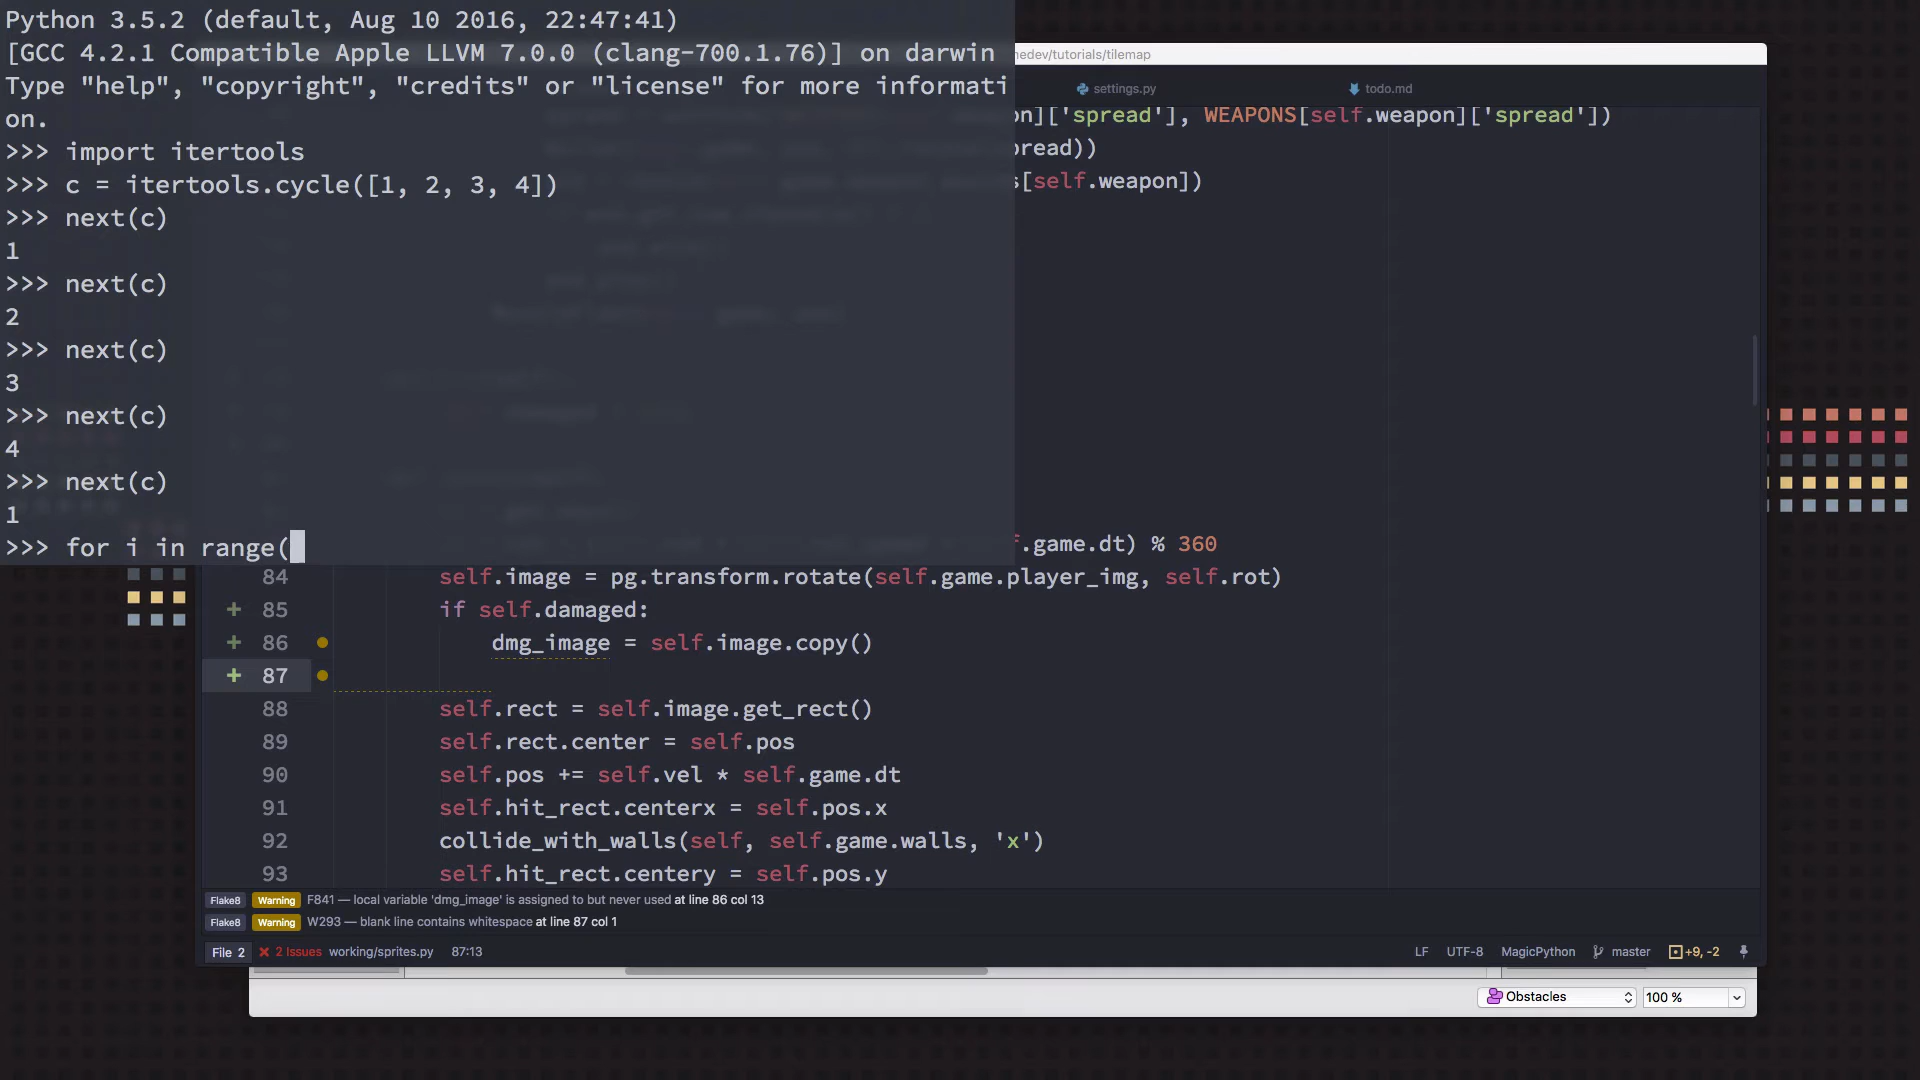 Python 3.5.2 (default, Aug 10 2016, 22:47:41)
[GCC 4.2.1 Compatible Apple LLVM 7.0.0 (clang-700.1.76)] on darwin
Type "help", "copyright", "credits" or "license" for more informati
on.
>>> import itertools
>>> c = itertools.cycle([1, 2, 3, 4])
>>> next(c)
1
>>> next(c)
2
>>> next(c)
3
>>> next(c)
4
>>> next(c)
1
>>> for i in range(
medev/tutorials/tilemap
settings.py
todo.md
on]['spread'], WEAPONS[self.weapon]['spread'])
pread))
s[self.weapon])
f.game.dt) % 360
84 self.image = pg.transform.rotate(self.game.player_img, self.rot)
+ 85 if self.damaged:
+ 86 dmg_image = self.image.copy()
+ 87
88 self.rect = self.image.get_rect()
89 self.rect.center = self.pos
90 self.pos += self.vel * self.game.dt
91 self.hit_rect.centerx = self.pos.x
92 collide_with_walls(self, self.game.walls, 'x')
93 self.hit_rect.centery = self.pos.y
Flake8 Warning F841 — local variable 'dmg_image' is assigned to but never used at line 86 col 13
Flake8 Warning W293 — blank line contains whitespace at line 87 col 1
File 2 2 Issues working/sprites.py 87:13 LF UTF-8 MagicPython master +9, -2
Obstacles 100 %